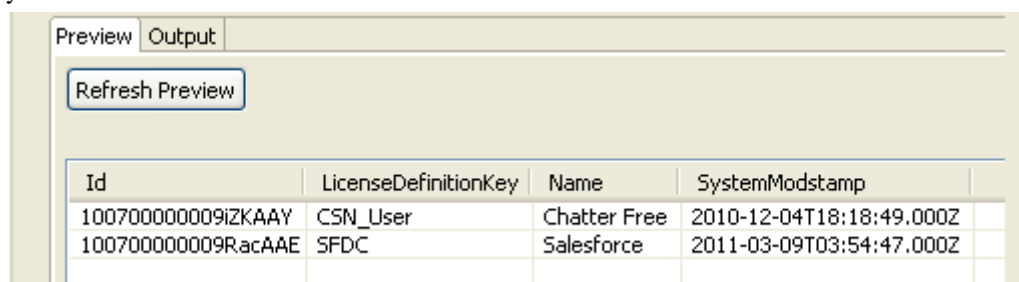 Preview Output
Refresh Preview
Id LicenseDefinitionKey Name SystemModstamp
100700000009iZKAAY CSN_User Chatter Free 2010-12-04T18:18:49.000Z
100700000009RacAAE SFDC Salesforce 2011-03-09T03:54:47.000Z